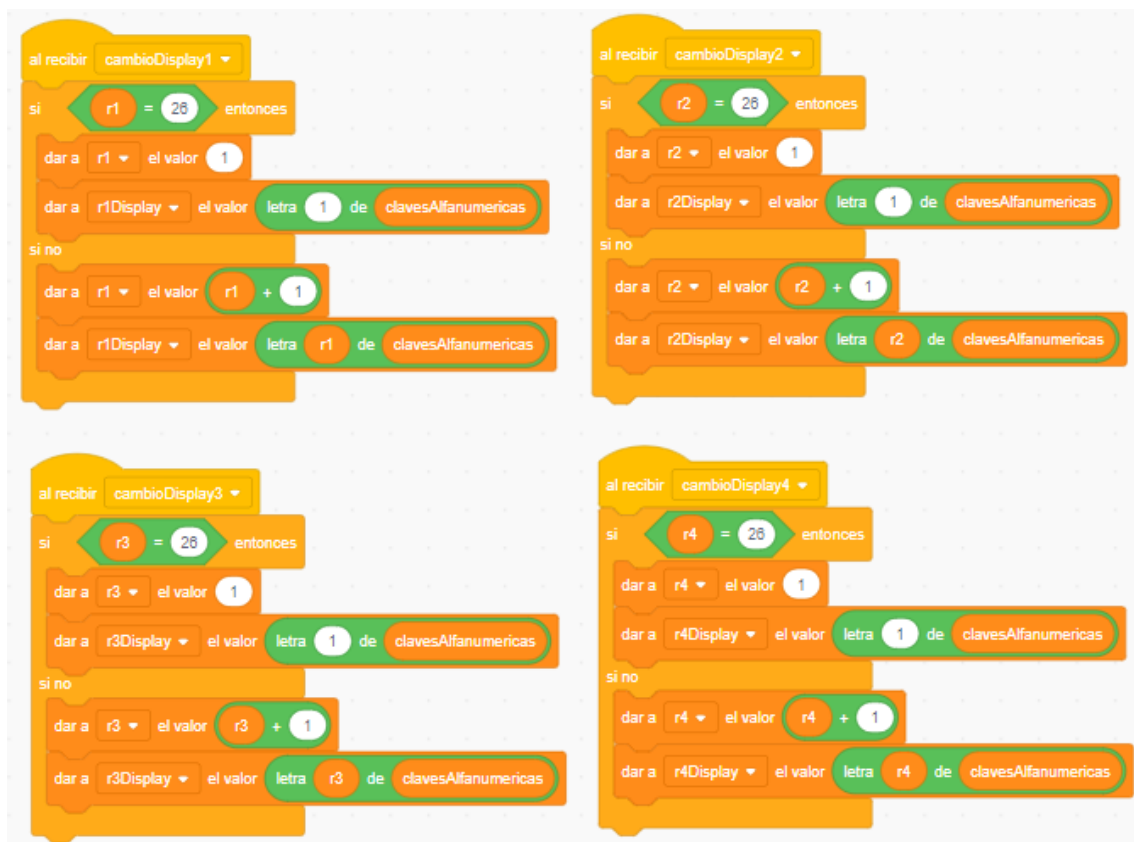 al recibir cambioDisplay1
si r1 = 26 entonces
dar a r1 el valor 1
dar a r1Display el valor letra 1 de clavesAlfanumericas
si no
dar a r1 el valor r1 + 1
dar a r1Display el valor letra r1 de clavesAlfanumericas
al recibir cambioDisplay2
si r2 = 26 entonces
dar a r2 el valor 1
dar a r2Display el valor letra 1 de clavesAlfanumericas
si no
dar a r2 el valor r2 + 1
dar a r2Display el valor letra r2 de clavesAlfanumericas
al recibir cambioDisplay3
si r3 = 26 entonces
dar a r3 el valor 1
dar a r3Display el valor letra 1 de clavesAlfanumericas
si no
dar a r3 el valor r3 + 1
dar a r3Display el valor letra r3 de clavesAlfanumericas
al recibir cambioDisplay4
si r4 = 26 entonces
dar a r4 el valor 1
dar a r4Display el valor letra 1 de clavesAlfanumericas
si no
dar a r4 el valor r4 + 1
dar a r4Display el valor letra r4 de clavesAlfanumericas